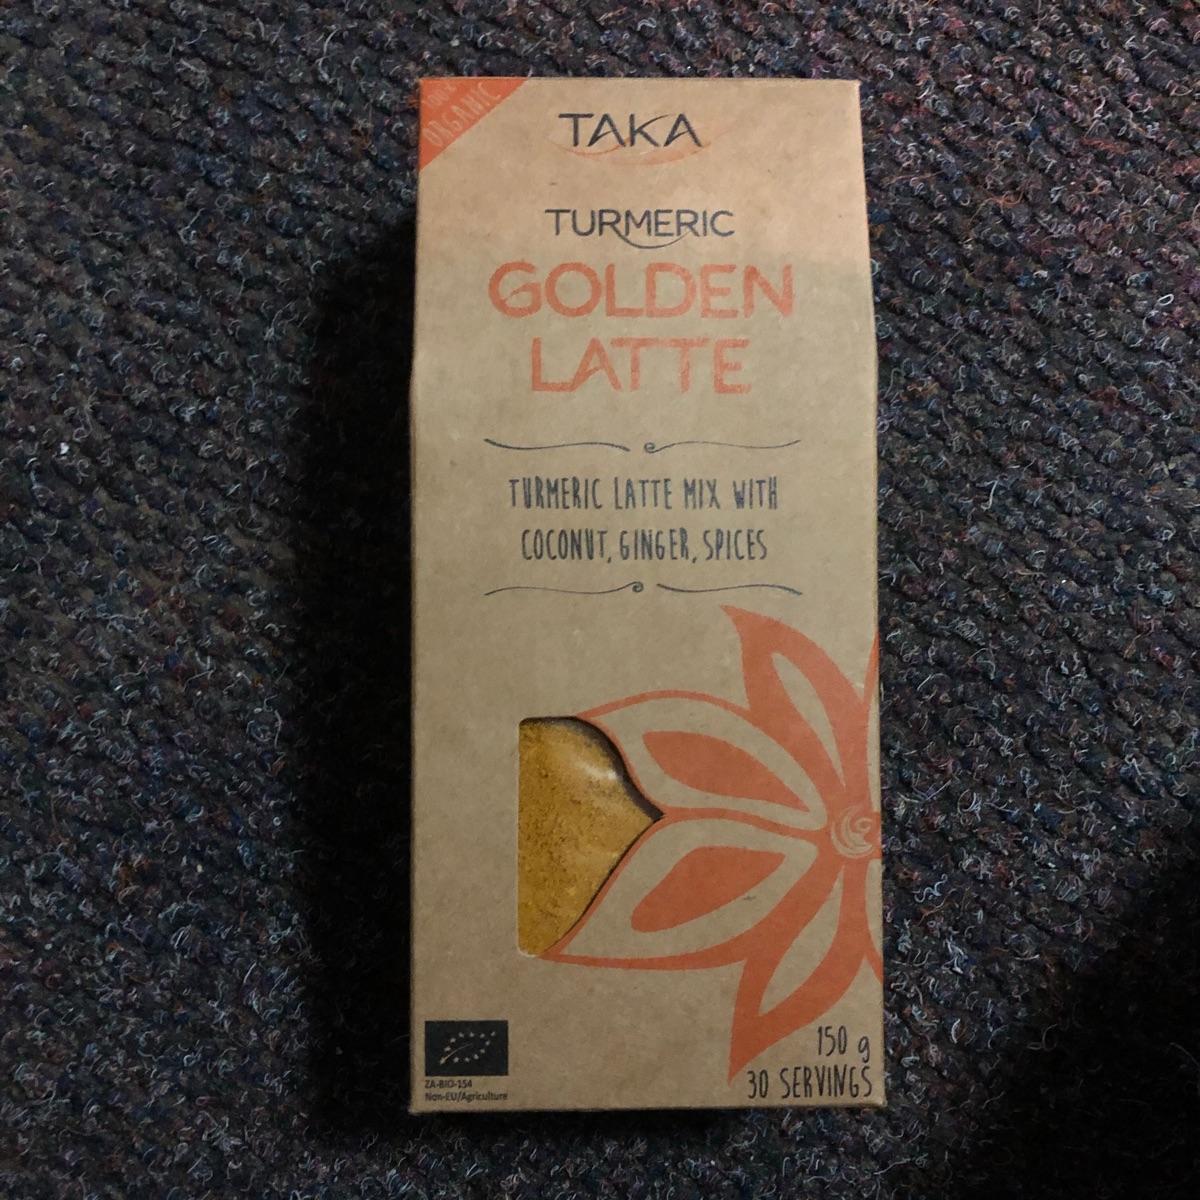 100% ORGANIC
TAKA
TURMERIC
GOLDEN
LATTE
TURMERIC LATTE MIX WITH
COCONUT, GINGER, SPICES
150 g
30 SERVINGS
ZA-BIO-154
Non-EU/Agriculture